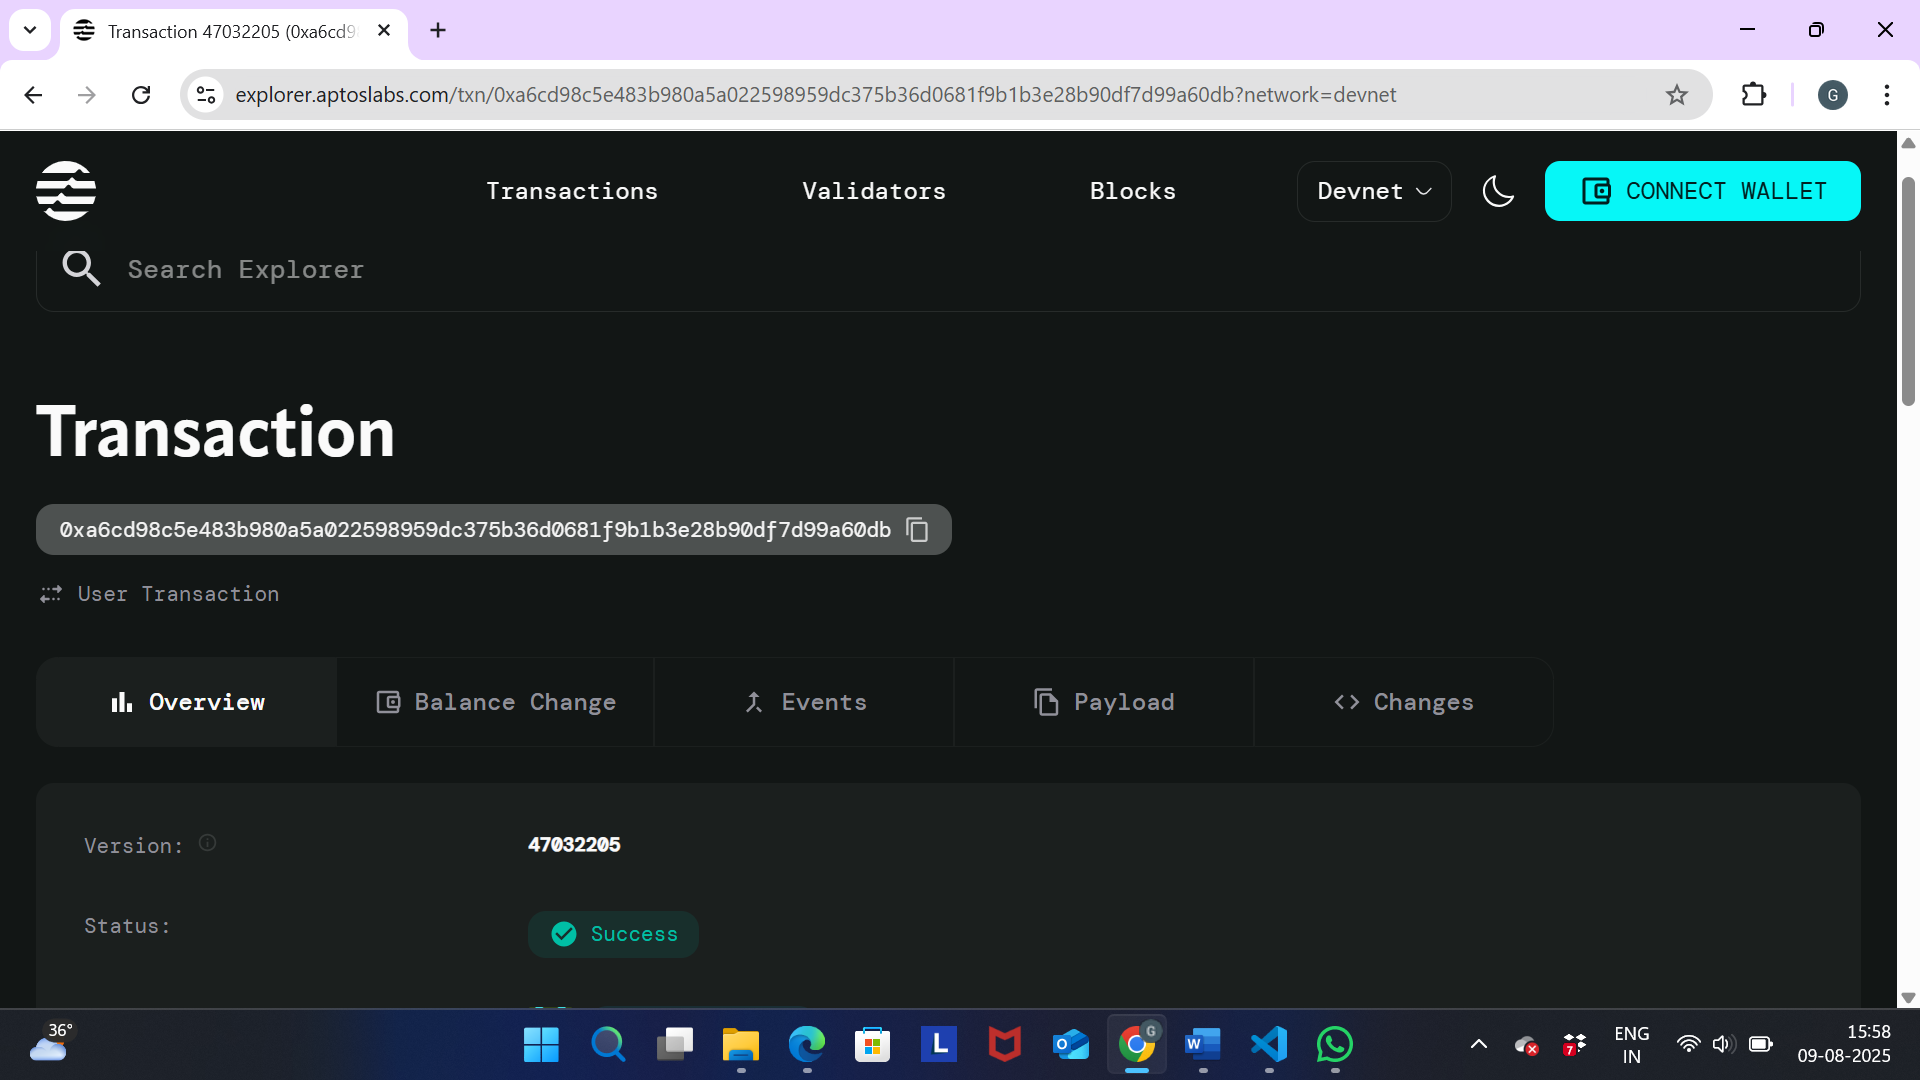 Transaction 47032205 (0xa6cd9
explorer.aptoslabs.com/txn/0xa6cd98c5e483b980a5a022598959dc375b36d0681f9b1b3e28b90df7d99a60db?network=devnet
G
Transactions
Validators
Blocks
Devnet
CONNECT WALLET
Search Explorer
Transaction
0xa6cd98c5e483b980a5a022598959dc375b36d0681f9b1b3e28b90df7d99a60db
User Transaction
Overview
Balance Change
Events
Payload
Changes
Version:
47032205
Status:
Success
36°
L
O
G
W
7
ENG
IN
15:58
09-08-2025